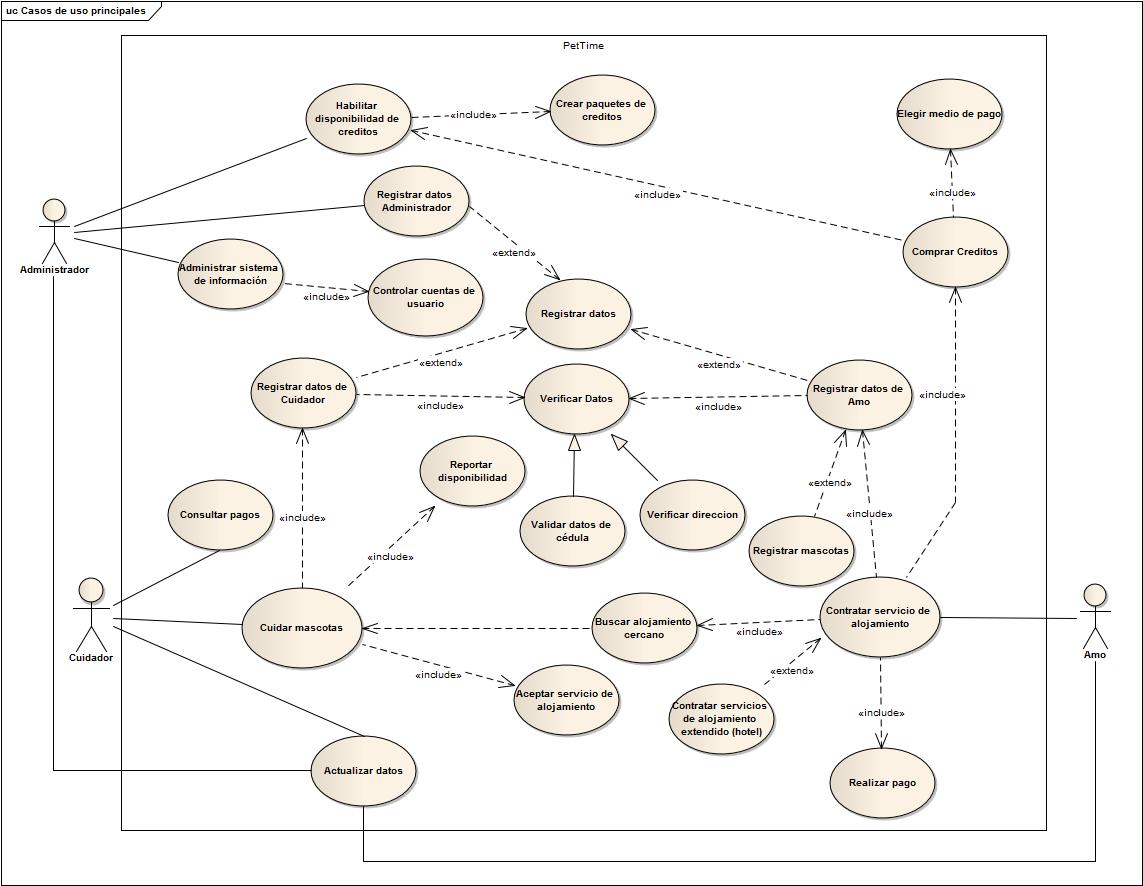 uc Casos de uso principales
PetTime
Habilitar
disponibilidad de
creditos
«include»
Crear paquetes de
creditos
Elegir medio de pago
«include»
«include»
Registrar datos
Administrador
Administrador
«extend»
Comprar Creditos
Administrar sistema
de información
«include»
Controlar cuentas de
usuario
Registrar datos
«extend»
«extend»
Registrar datos de
Cuidador
«include»
Verificar Datos
«include»
Registrar datos de
Amo
«include»
Reportar
disponibilidad
«extend»
Consultar pagos
«include»
Validar datos de
cédula
Verificar direccion
«include»
Registrar mascotas
«include»
Cuidar mascotas
Buscar alojamiento
cercano
«include»
Contratar servicio de
alojamiento
Cuidador
Amo
«include»
«extend»
Aceptar servicio de
alojamiento
Contratar servicios
de alojamiento
extendido (hotel)
«include»
Actualizar datos
Realizar pago